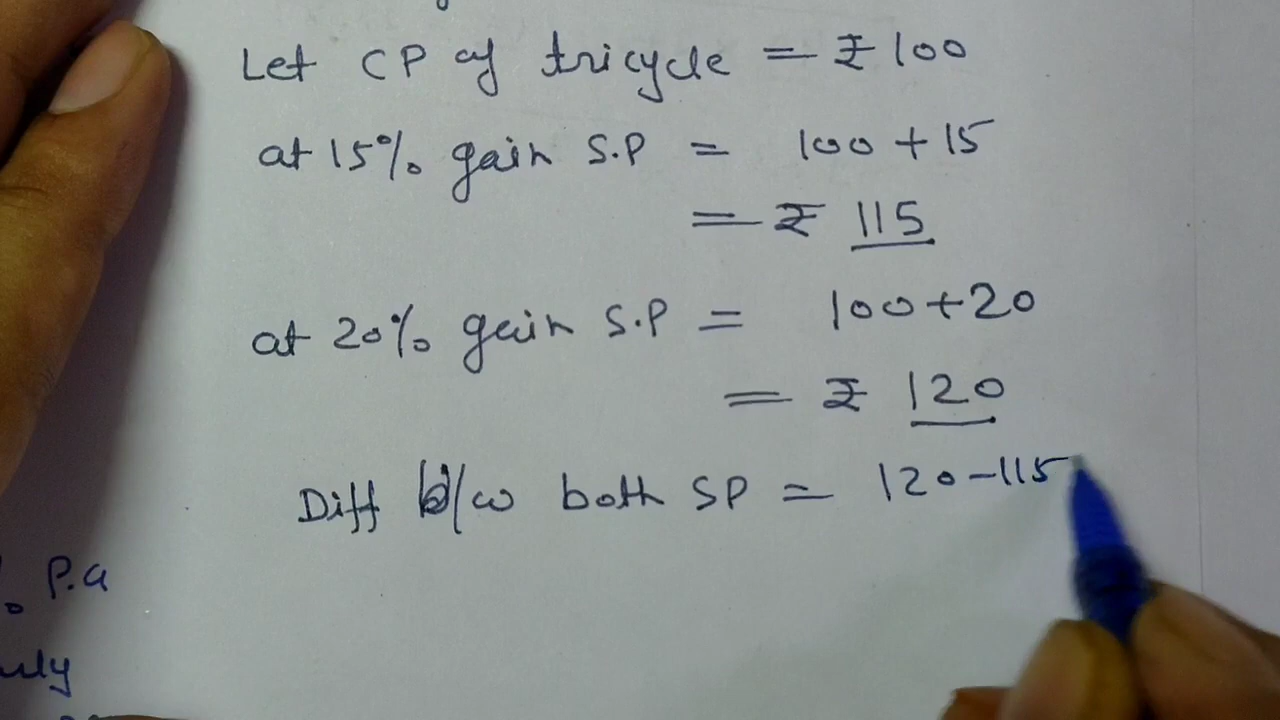 Let CP of tricycle = ₹ 100
at 15% gain S.P = 100 + 15
= ₹ 115
at 20% gain S.P = 100+20
= ₹ 120
Diff b/w both SP = 120-115
P.a